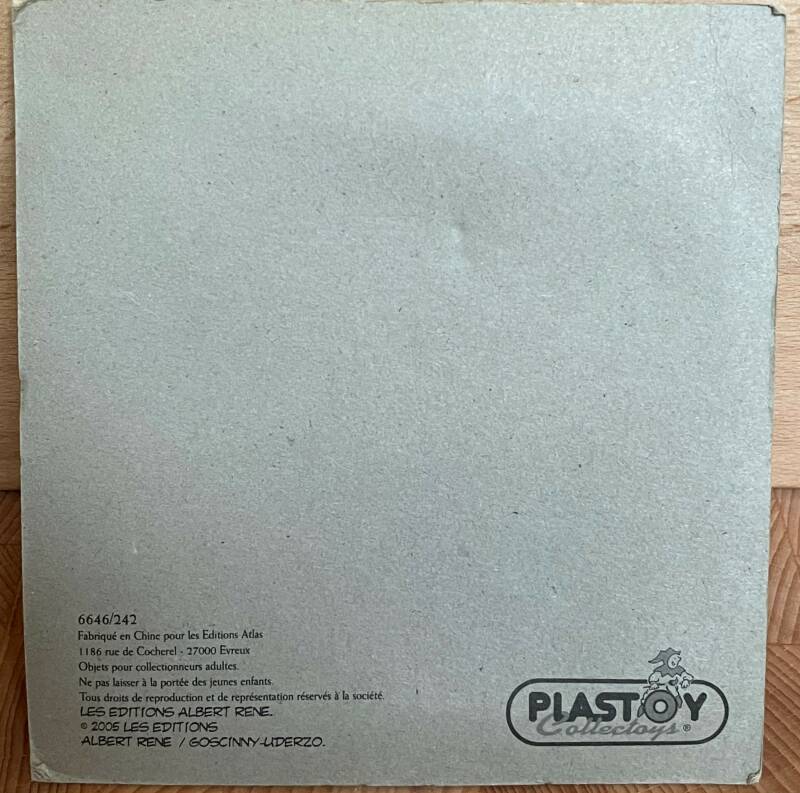 6646/242
Fabriqué en Chine pour les Editions Atlas
1186 rue de Cocherel - 27000 Evreux
Objets pour collectionneurs adultes.
Ne pas laisser à la portée des jeunes enfants.
Tous droits de reproduction et de représentation réservés à la société.
LES EDITIONS ALBERT RENE.
© 2005 LES EDITIONS
ALBERT RENE / GOSCINNY-UDERZO.
PLASTOY
Collectoys®